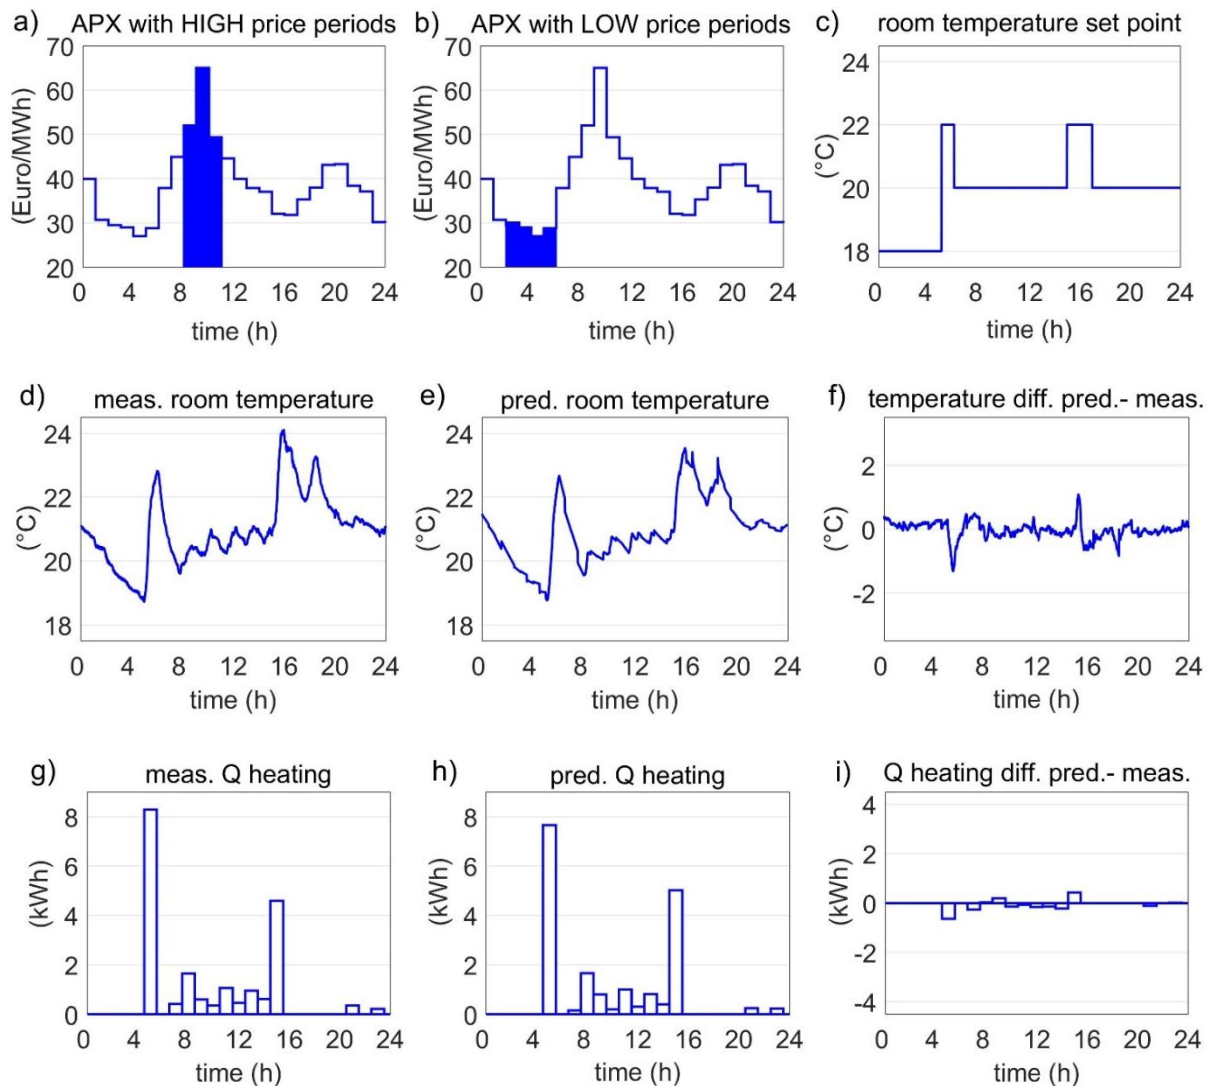 a) APX with HIGH price periods
b) APX with LOW price periods
c) room temperature set point
70
60
50
40
30
20
(Euro/MWh)
0 4 8 12 16 20 24
time (h)
70
60
50
40
30
20
(Euro/MWh)
0 4 8 12 16 20 24
time (h)
24
22
20
18
(°C)
0 4 8 12 16 20 24
time (h)
d) meas. room temperature
e) pred. room temperature
f) temperature diff. pred.- meas.
24
22
20
18
(°C)
0 4 8 12 16 20 24
time (h)
24
22
20
18
(°C)
0 4 8 12 16 20 24
time (h)
2
0
-2
(°C)
0 4 8 12 16 20 24
time (h)
g) meas. Q heating
h) pred. Q heating
i) Q heating diff. pred.- meas.
8
6
4
2
0
(kWh)
0 4 8 12 16 20 24
time (h)
8
6
4
2
0
(kWh)
0 4 8 12 16 20 24
time (h)
4
2
0
-2
-4
(kWh)
0 4 8 12 16 20 24
time (h)